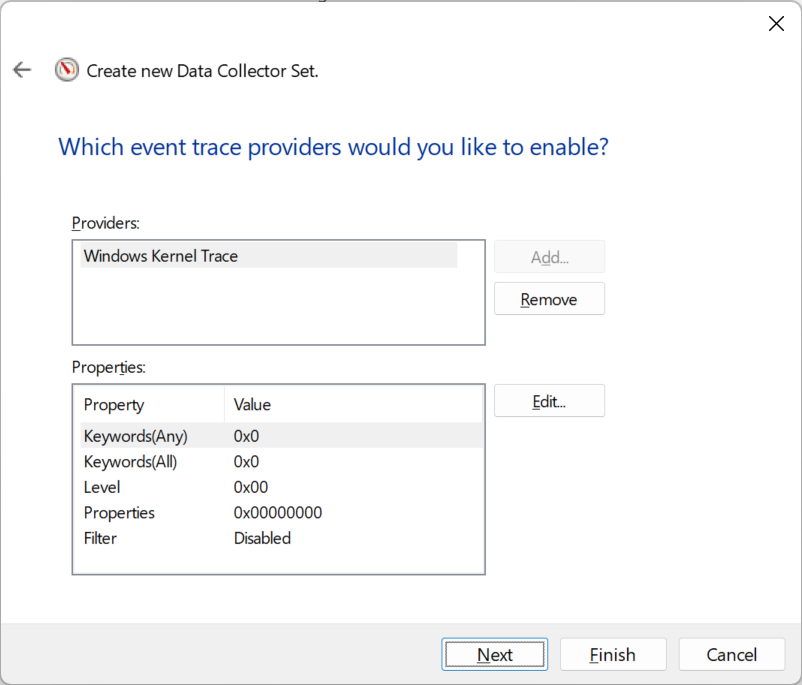 Create new Data Collector Set.
Which event trace providers would you like to enable?
Providers:
Windows Kernel Trace
Add...
Remove
Properties:
Property Value
Edit...
Keywords(Any) 0x0
Keywords(All) 0x0
Level 0x00
Properties 0x00000000
Filter Disabled
Next Finish Cancel